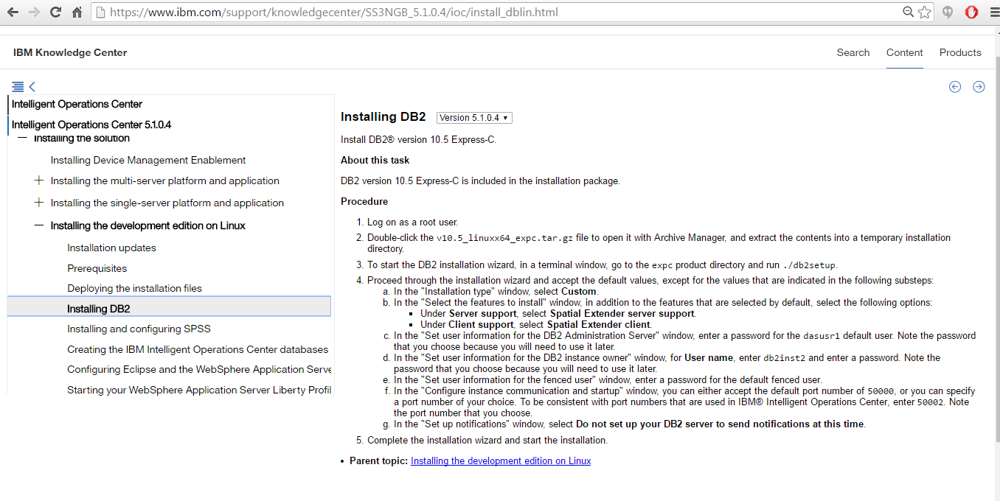 https://www.ibm.com/support/knowledgecenter/SS3NGB_5.1.0.4/ioc/install_dblin.html
IBM Knowledge Center
Search Content Products
Intelligent Operations Center
Intelligent Operations Center 5.1.0.4
Installing the solution
Installing Device Management Enablement
Installing the multi-server platform and application
Installing the single-server platform and application
Installing the development edition on Linux
Installation updates
Prerequisites
Deploying the installation files
Installing DB2
Installing and configuring SPSS
Creating the IBM Intelligent Operations Center databases
Configuring Eclipse and the WebSphere Application Serve
Starting your WebSphere Application Server Liberty Profil
Installing DB2 Version 5.1.0.4
Install DB2® version 10.5 Express-C.
About this task
DB2 version 10.5 Express-C is included in the installation package.
Procedure
1. Log on as a root user.
2. Double-click the v10.5_linuxx64_expc.tar.gz file to open it with Archive Manager, and extract the contents into a temporary installation
directory.
3. To start the DB2 installation wizard, in a terminal window, go to the expc product directory and run ./db2setup.
4. Proceed through the installation wizard and accept the default values, except for the values that are indicated in the following substeps:
a. In the "Installation type" window, select Custom.
b. In the "Select the features to install" window, in addition to the features that are selected by default, select the following options:
▪ Under Server support, select Spatial Extender server support.
▪ Under Client support, select Spatial Extender client.
c. In the "Set user information for the DB2 Administration Server" window, enter a password for the dasusr1 default user. Note the password
that you choose because you will need to use it later.
d. In the "Set user information for the DB2 instance owner" window, for User name, enter db2inst2 and enter a password. Note the
password that you choose because you will need to use it later.
e. In the "Set user information for the fenced user" window, enter a password for the default fenced user.
f. In the "Configure instance communication and startup" window, you can either accept the default port number of 50000, or you can specify
a port number of your choice. To be consistent with port numbers that are used in IBM® Intelligent Operations Center, enter 50002. Note
the port number that you choose.
g. In the "Set up notifications" window, select Do not set up your DB2 server to send notifications at this time.
5. Complete the installation wizard and start the installation.
• Parent topic: Installing the development edition on Linux